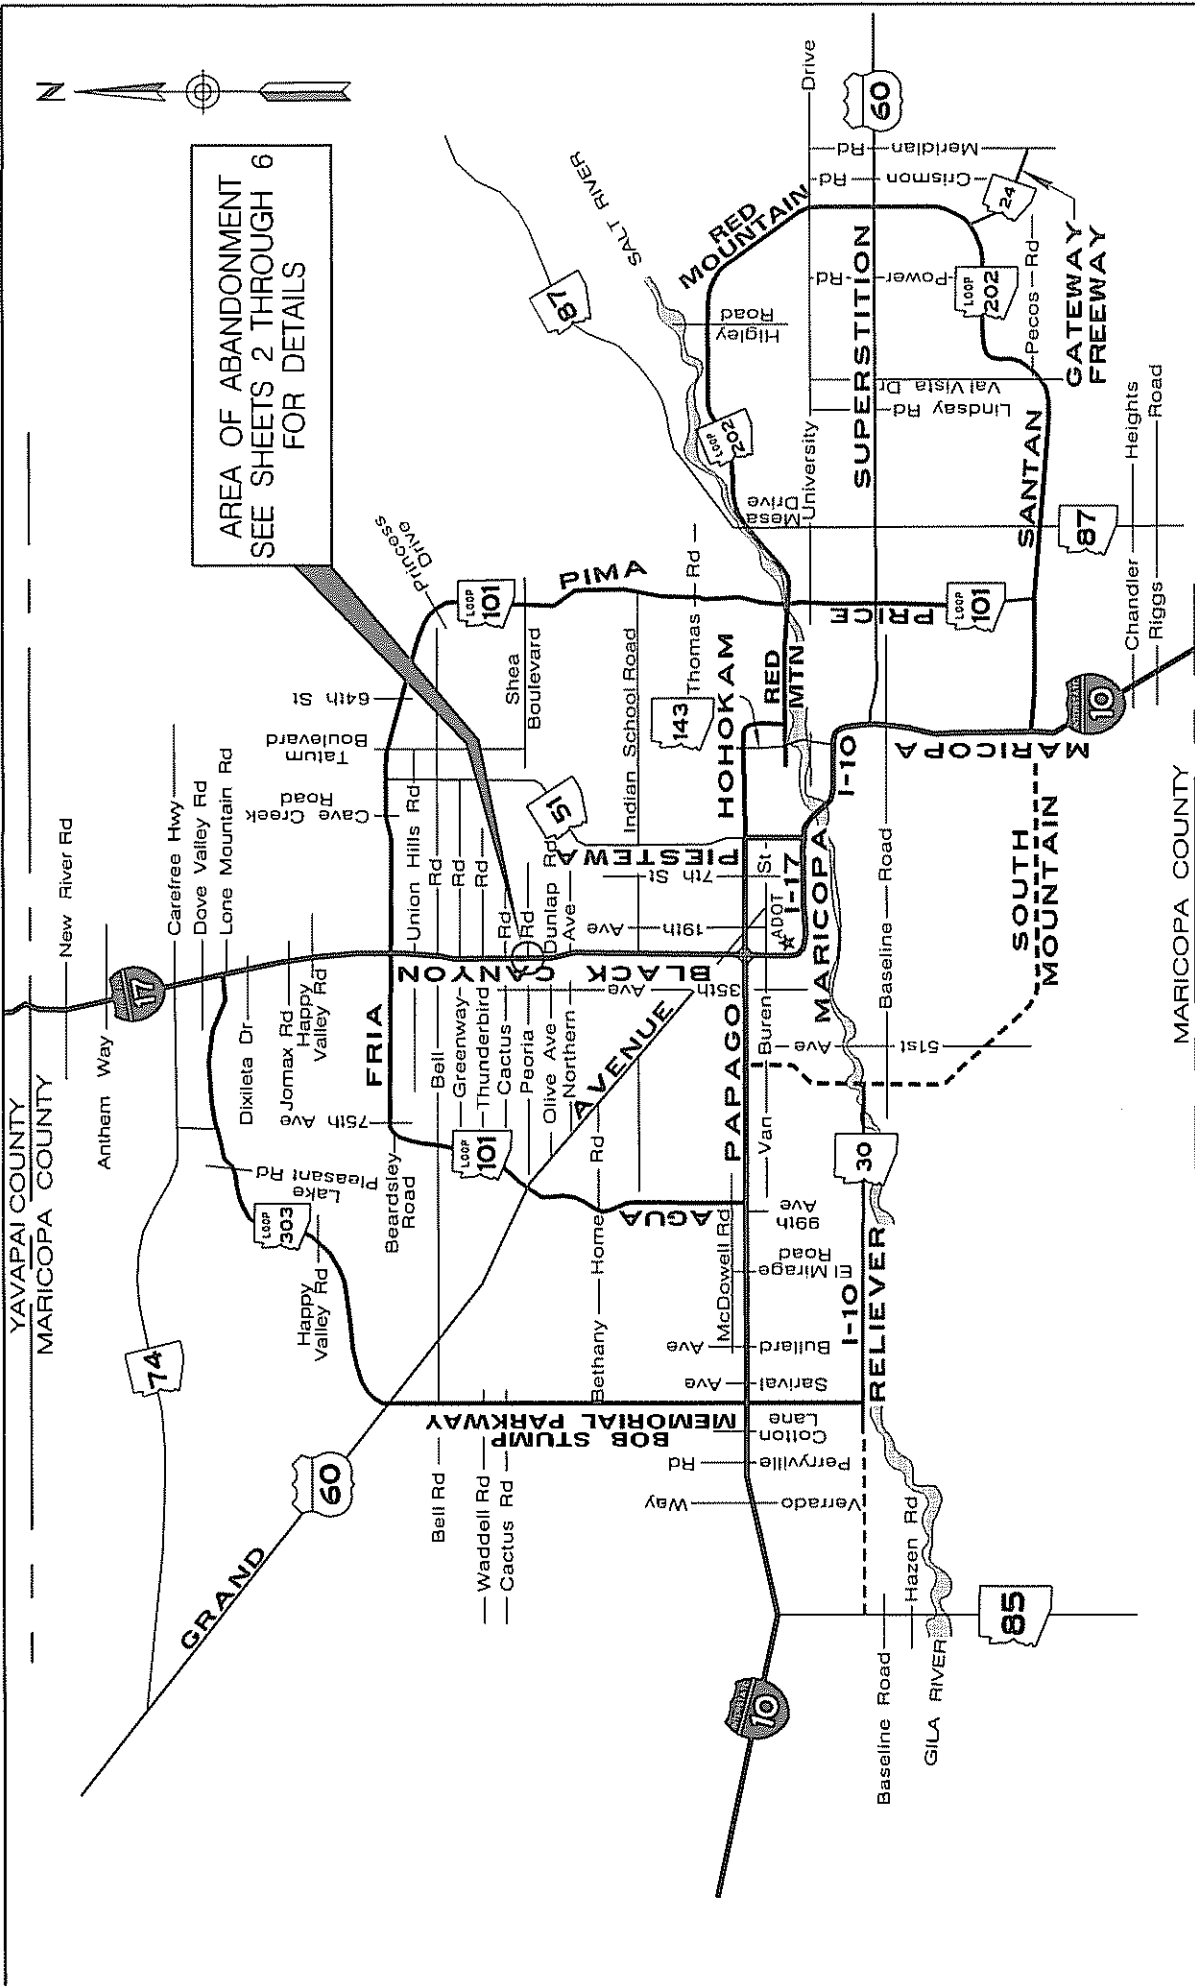 YAVAPAI COUNTY
MARICOPA COUNTY
N
AREA OF ABANDONMENT
SEE SHEETS 2 THROUGH 6
FOR DETAILS
New River Rd
Anthem Way
INTERSTATE
17
Carefree Hwy
Dove Valley Rd
Lone Mountain Rd
Dixileta Dr
Jomax Rd
Happy
Valley Rd
74
Lake
Pleasant Rd
LOOP
303
Happy
Valley Rd
GRAND
60
AVENUE
75th Ave
Beardsley
Road
AGUA
FRIA
LOOP
101
Cave Creek
Road
Tatum
Boulevard
64th St
Princess
Drive
LOOP
101
PIMA
Union Hills Rd
Bell Rd
Greenway Rd
Thunderbird Rd
Cactus Rd
Peoria Rd
Olive Ave
Dunlap Rd
Northern Ave
Shea
Boulevard
Indian School Road
Thomas Rd
51
PIESTEWA
BLACK CANYON
Bell Rd
Waddell Rd
Cactus Rd
BOB STUMP
MEMORIAL PARKWAY
Bethany Home Rd
McDowell Rd
35th Ave
19th Ave
7th St
HOHOKAM
143
RED
MTN
PAPAGO
Van Buren St
ADOT
I-17
MARICOPA
I-10
Verrado Way
Perryville Rd
Cotton
Lane
Sarival Ave
Bullard Ave
El Mirage
Road
99th
Ave
51st Ave
INTERSTATE
10
I-10
RELIEVER
30
Baseline Road
Baseline Road
Hazen Rd
GILA RIVER
85
SOUTH
MOUNTAIN
MARICOPA
INTERSTATE
10
PRICE
LOOP
101
SALT RIVER
87
LOOP
202
RED
MOUNTAIN
Higley
Road
Mesa
Drive
University Drive
SUPERSTITION
60
Lindsay Rd
Val Vista Dr
Power Rd
Crismon Rd
Meridian Rd
24
LOOP
202
Pecos Rd
GATEWAY
FREEWAY
SANTAN
87
Chandler Heights
Riggs Road
MARICOPA COUNTY